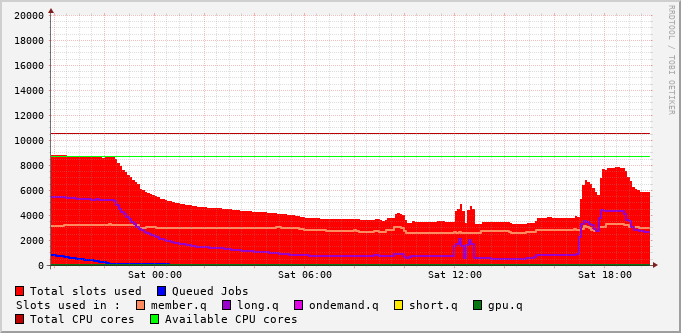 20000
18000
16000
14000
12000
10000
8000
6000
4000
2000
0
Sat 00:00 Sat 06:00 Sat 12:00 Sat 18:00
RRDTOOL / TOBI OETIKER
Total slots used Queued Jobs
Slots used in : member.q long.q ondemand.q short.q gpu.q
Total CPU cores Available CPU cores